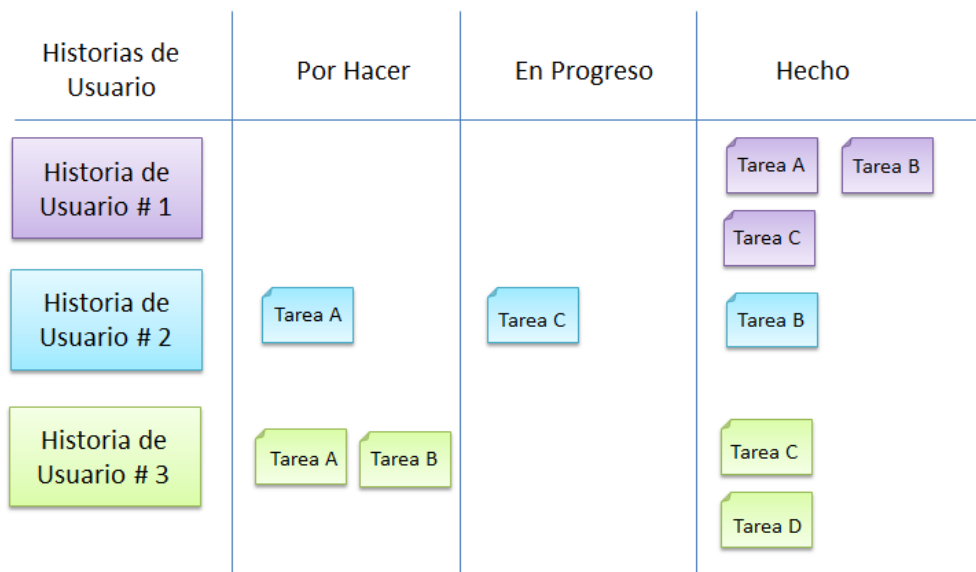 Historias de
Usuario
Por Hacer
En Progreso
Hecho
Historia de
Usuario # 1
Tarea A
Tarea B
Tarea C
Historia de
Usuario # 2
Tarea A
Tarea C
Tarea B
Historia de
Usuario # 3
Tarea A
Tarea B
Tarea C
Tarea D